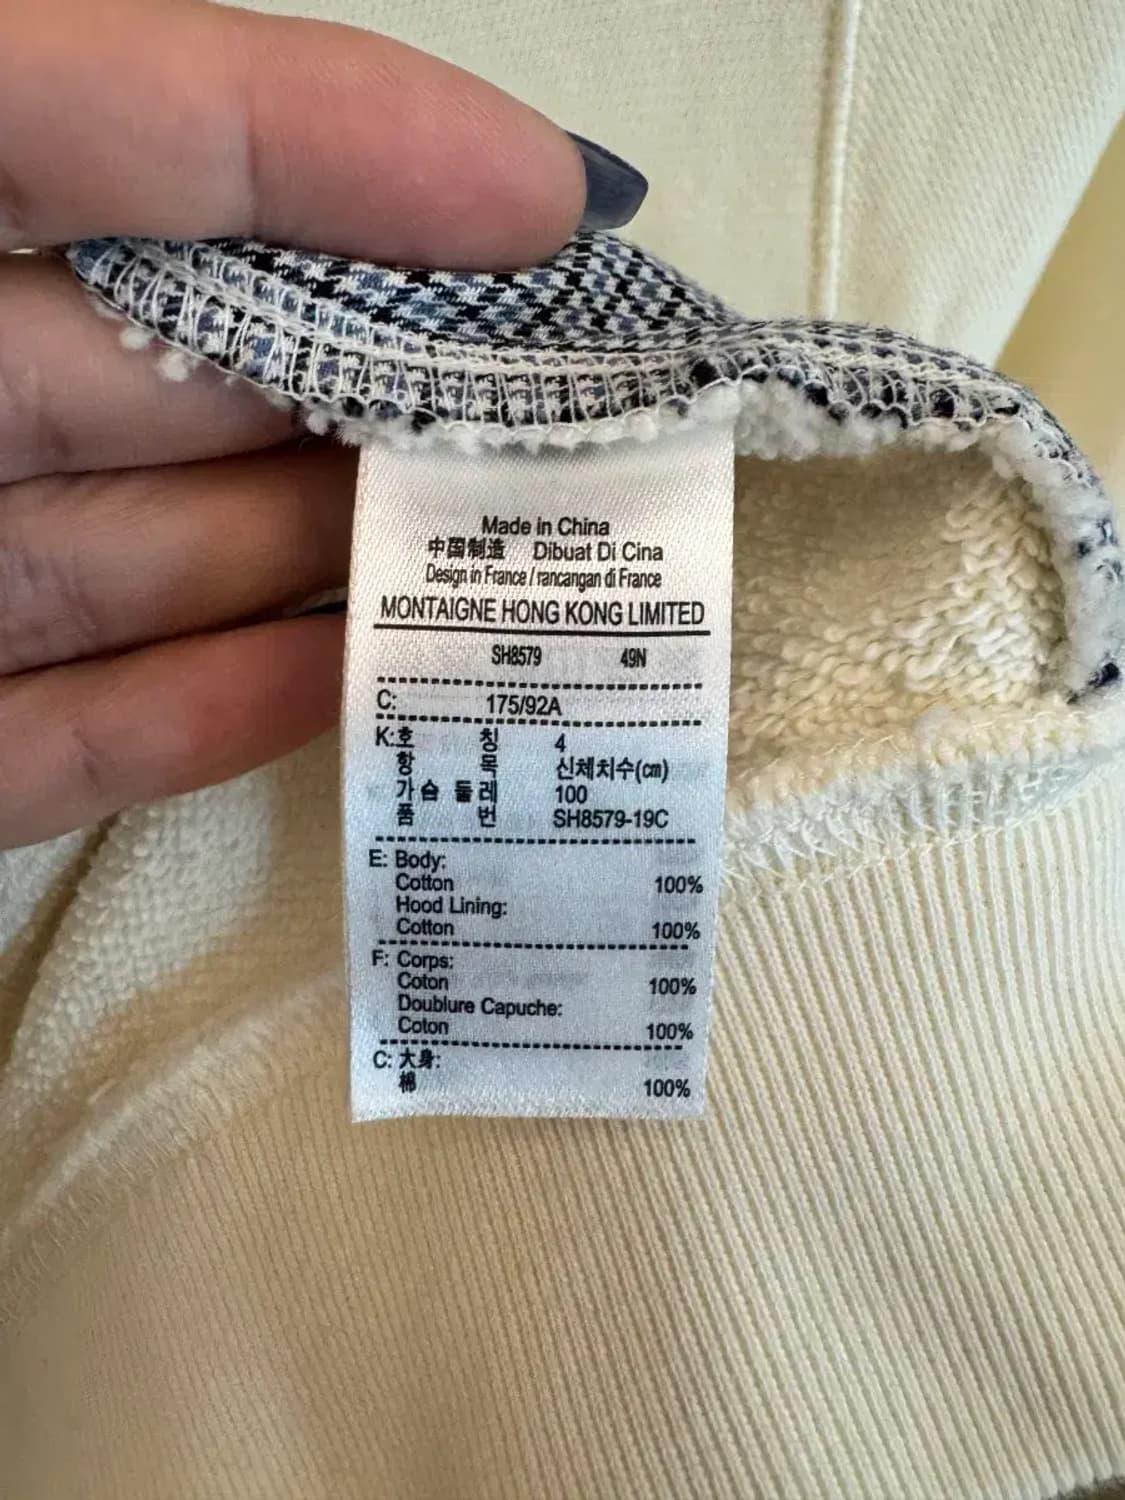 Made in China
中国制造 Dibuat Di Cina
Design in France / rancangan di France
MONTAIGNE HONG KONG LIMITED
SH8579 49N
C: 175/92A
K:호 칭 4
항 목 신체치수(cm)
가슴 둘레 100
품 번 SH8579-19C
E: Body:
Cotton 100%
Hood Lining:
Cotton 100%
F: Corps:
Coton 100%
Doublure Capuche:
Coton 100%
C: 大身:
棉 100%